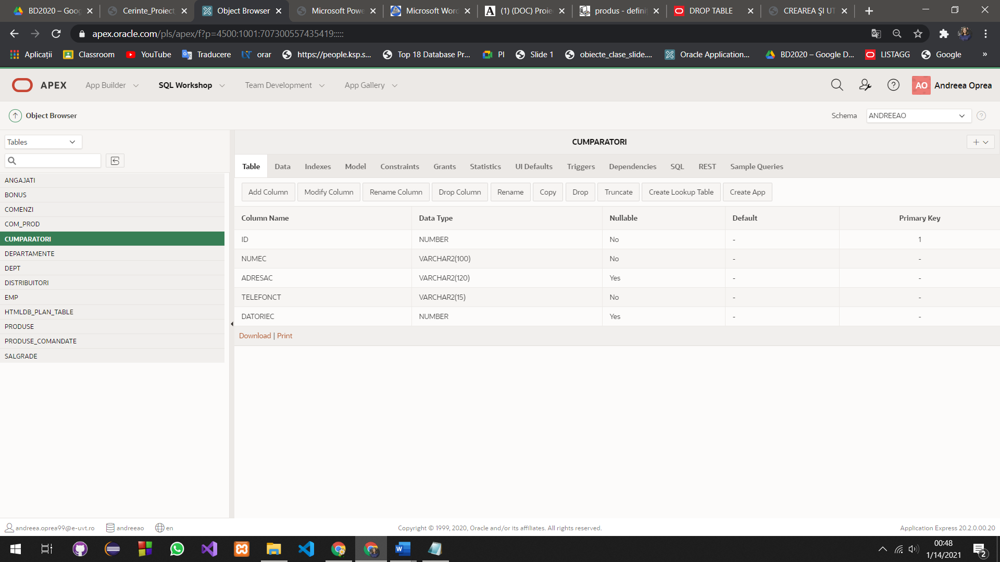 BD2020 – Goog
Cerinte_Proiect
Object Browser
Microsoft Powe
Microsoft Word
(1) (DOC) Proie
produs - definiț
DROP TABLE
CREAREA ŞI UT
apex.oracle.com/pls/apex/f?p=4500:1001:707300557435419:::::
Aplicații
Classroom
YouTube
Traducere
orar
https://people.ksp.s...
Top 18 Database Pr...
PI
Slide 1
obiecte_clase_slide....
Oracle Application...
BD2020 – Google D...
LISTAGG
Google
»
APEX
App Builder
SQL Workshop
Team Development
App Gallery
AO
Andreea Oprea
Object Browser
Schema
ANDREEAO
Tables
CUMPARATORI
ANGAJATI
BONUS
COMENZI
COM_PROD
CUMPARATORI
DEPARTAMENTE
DEPT
DISTRIBUITORI
EMP
HTMLDB_PLAN_TABLE
PRODUSE
PRODUSE_COMANDATE
SALGRADE
Table Data Indexes Model Constraints Grants Statistics UI Defaults Triggers Dependencies SQL REST Sample Queries
Add Column Modify Column Rename Column Drop Column Rename Copy Drop Truncate Create Lookup Table Create App
Column Name Data Type Nullable Default Primary Key
ID NUMBER No - 1
NUMEC VARCHAR2(100) No - -
ADRESAC VARCHAR2(120) Yes - -
TELEFONCT VARCHAR2(15) No - -
DATORIEC NUMBER Yes - -
Download | Print
andreea.oprea99@e-uvt.ro
andreeao
en
Copyright © 1999, 2020, Oracle and/or its affiliates. All rights reserved.
Application Express 20.2.0.00.20
00:48
1/14/2021
2